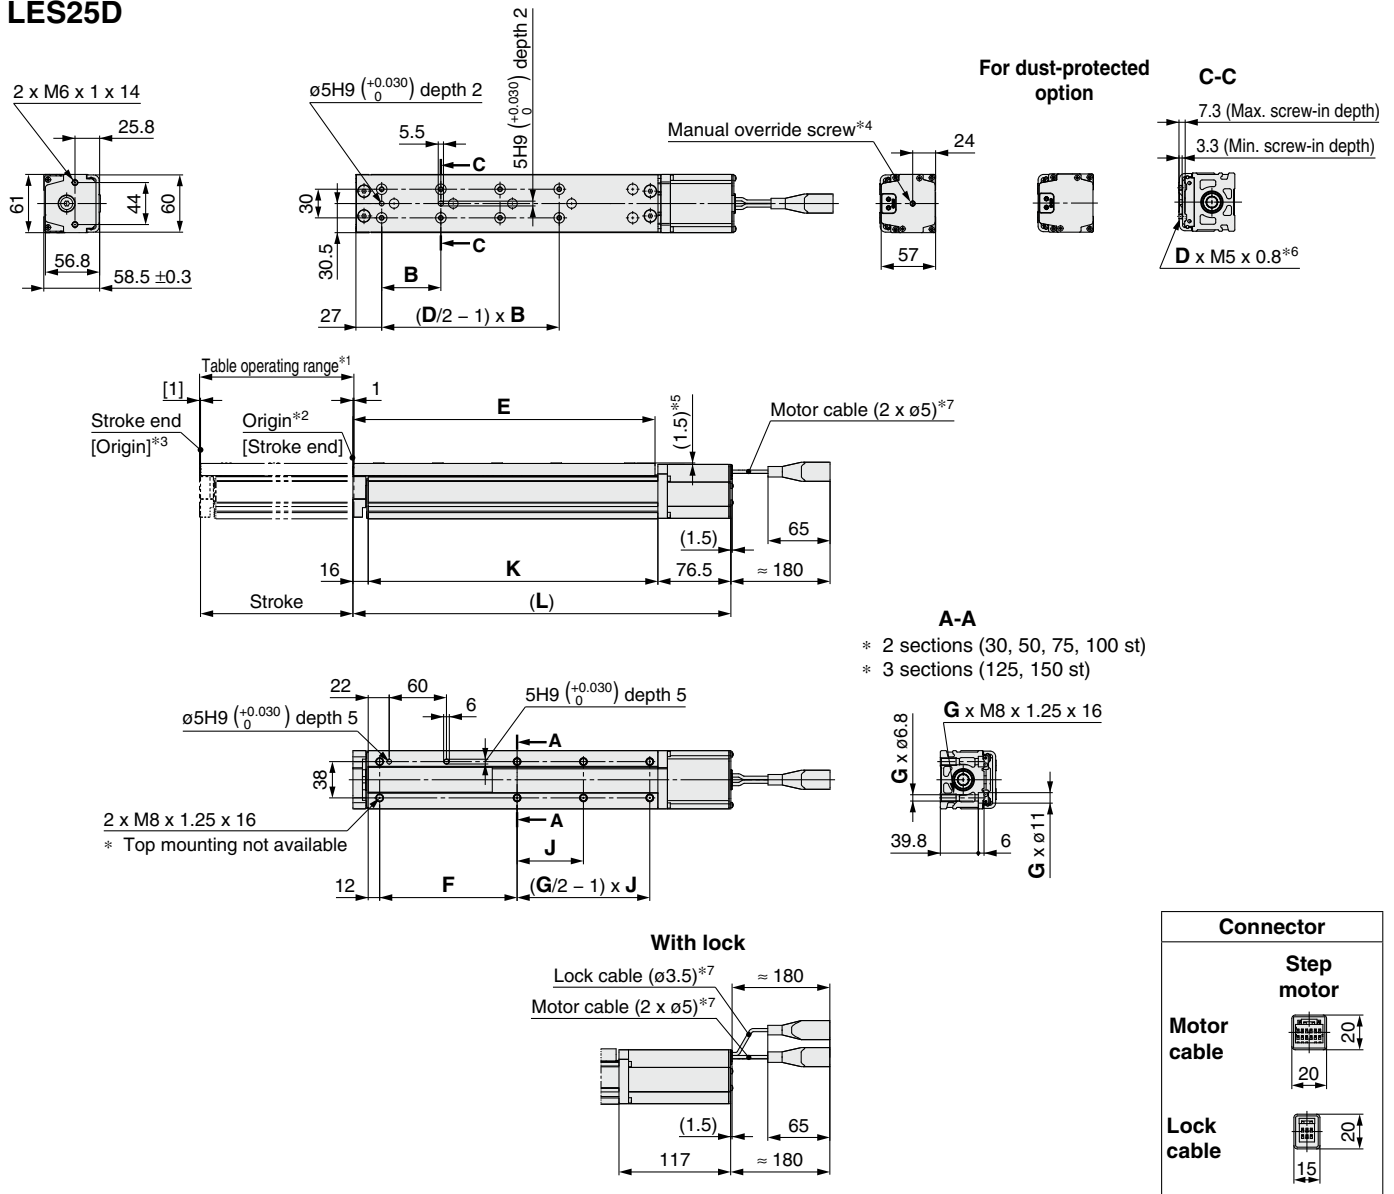 LES25D
2 x M6 x 1 x 14
25.8
61
44
60
56.8
58.5 ±0.3
ø5H9 (+0.030 0) depth 2
5.5
5H9 (+0.030 0) depth 2
C
C
30
30.5
B
27
(D/2 − 1) x B
Manual override screw*4
24
57
For dust-protected
option
C-C
7.3 (Max. screw-in depth)
3.3 (Min. screw-in depth)
D x M5 x 0.8*6
Table operating range*1
[1]
1
Stroke end
[Origin]*3
Origin*2
[Stroke end]
E
(1.5)*5
Motor cable (2 x ø5)*7
(1.5)
65
16
K
76.5
≈ 180
Stroke
(L)
A-A
* 2 sections (30, 50, 75, 100 st)
* 3 sections (125, 150 st)
22
60
6
5H9 (+0.030 0) depth 5
ø5H9 (+0.030 0) depth 5
A
A
38
2 x M8 x 1.25 x 16
* Top mounting not available
J
12
F
(G/2 − 1) x J
G x M8 x 1.25 x 16
G x ø6.8
39.8
6
G x ø11
With lock
Lock cable (ø3.5)*7
≈ 180
Motor cable (2 x ø5)*7
(1.5)
65
117
≈ 180
Connector
Step
motor
Motor
cable
20
20
Lock
cable
20
15